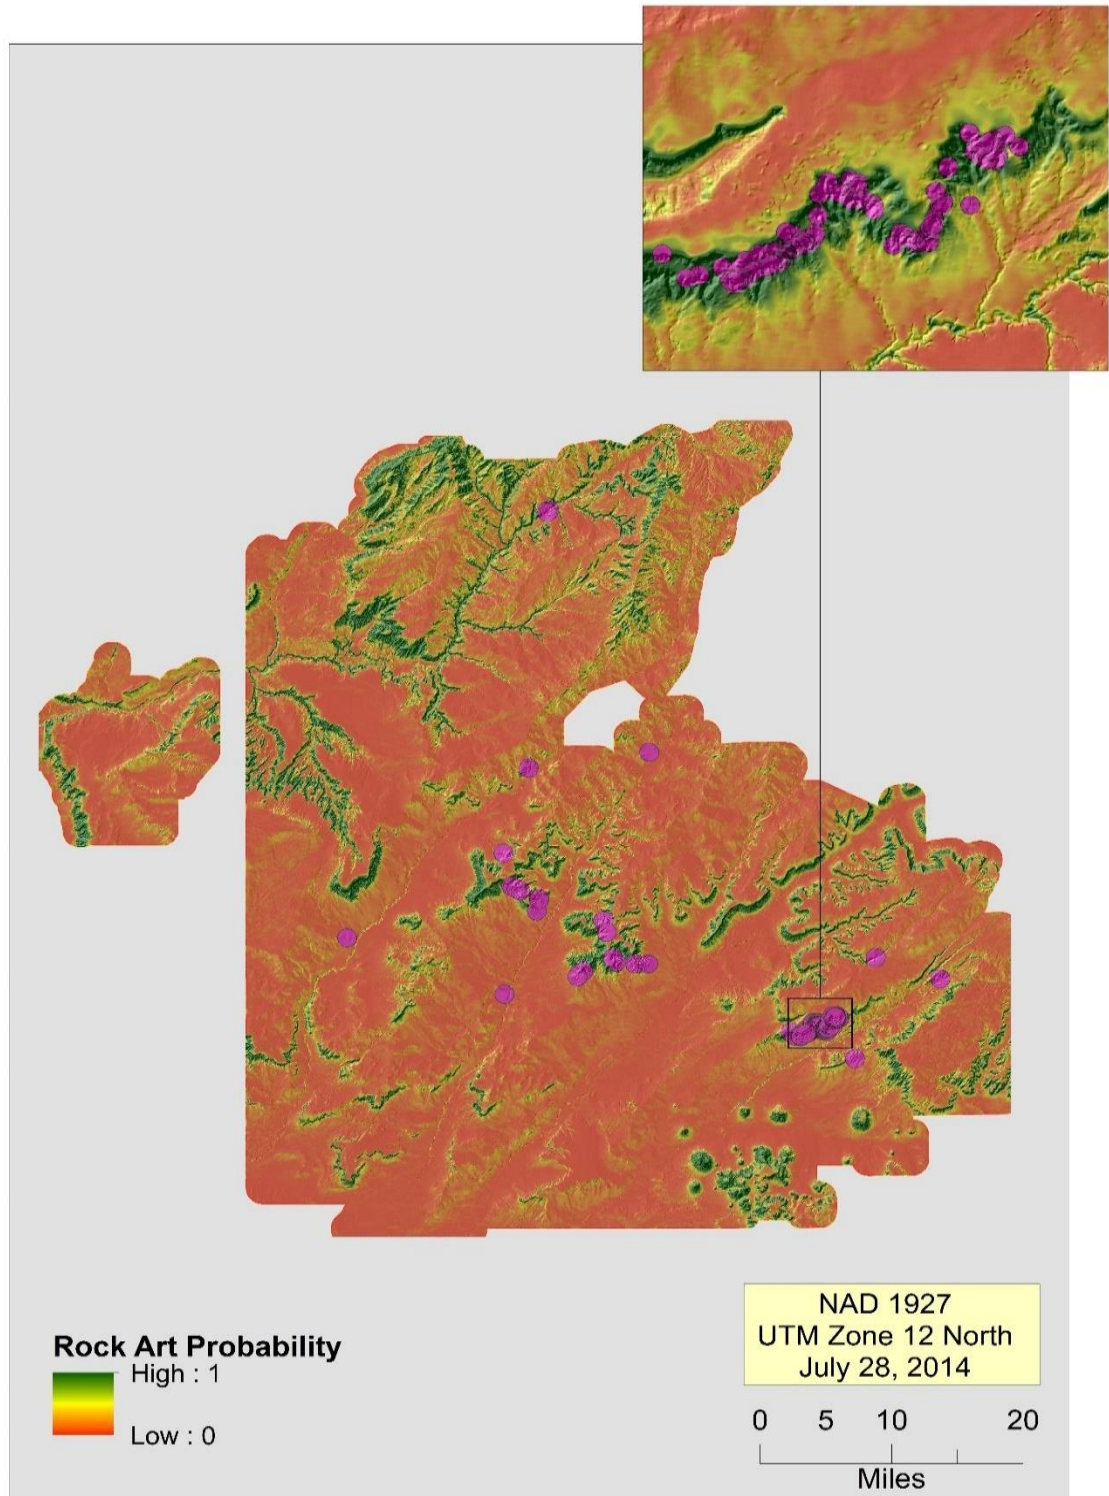 Rock Art Probability
High : 1
Low : 0
NAD 1927
UTM Zone 12 North
July 28, 2014
0 5 10 20
Miles